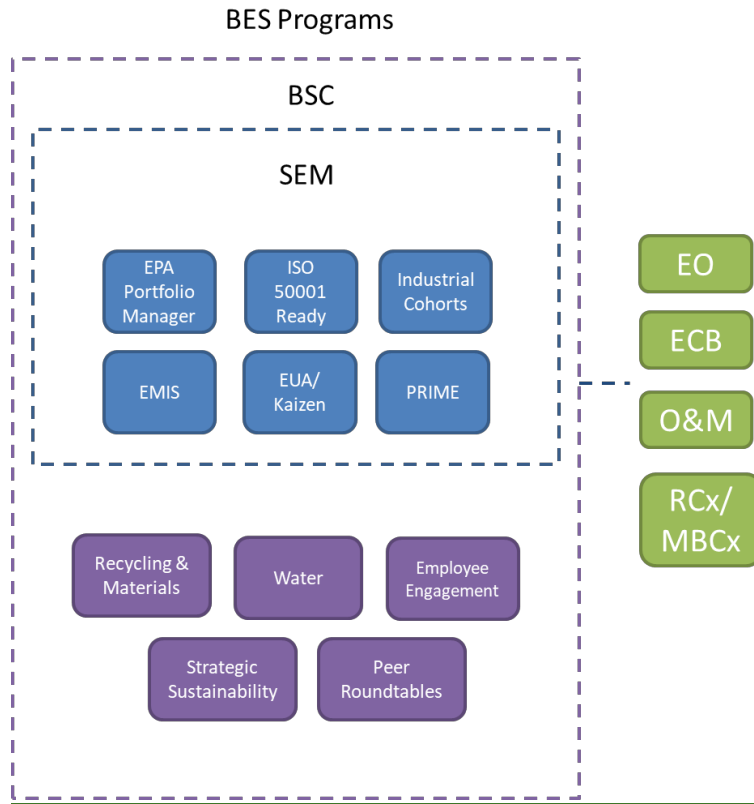 BES Programs
BSC
SEM
EPA
Portfolio
Manager
ISO
50001
Ready
Industrial
Cohorts
EMIS
EUA/
Kaizen
PRIME
Recycling &
Materials
Water
Employee
Engagement
Strategic
Sustainability
Peer
Roundtables
EO
ECB
O&M
RCx/
MBCx